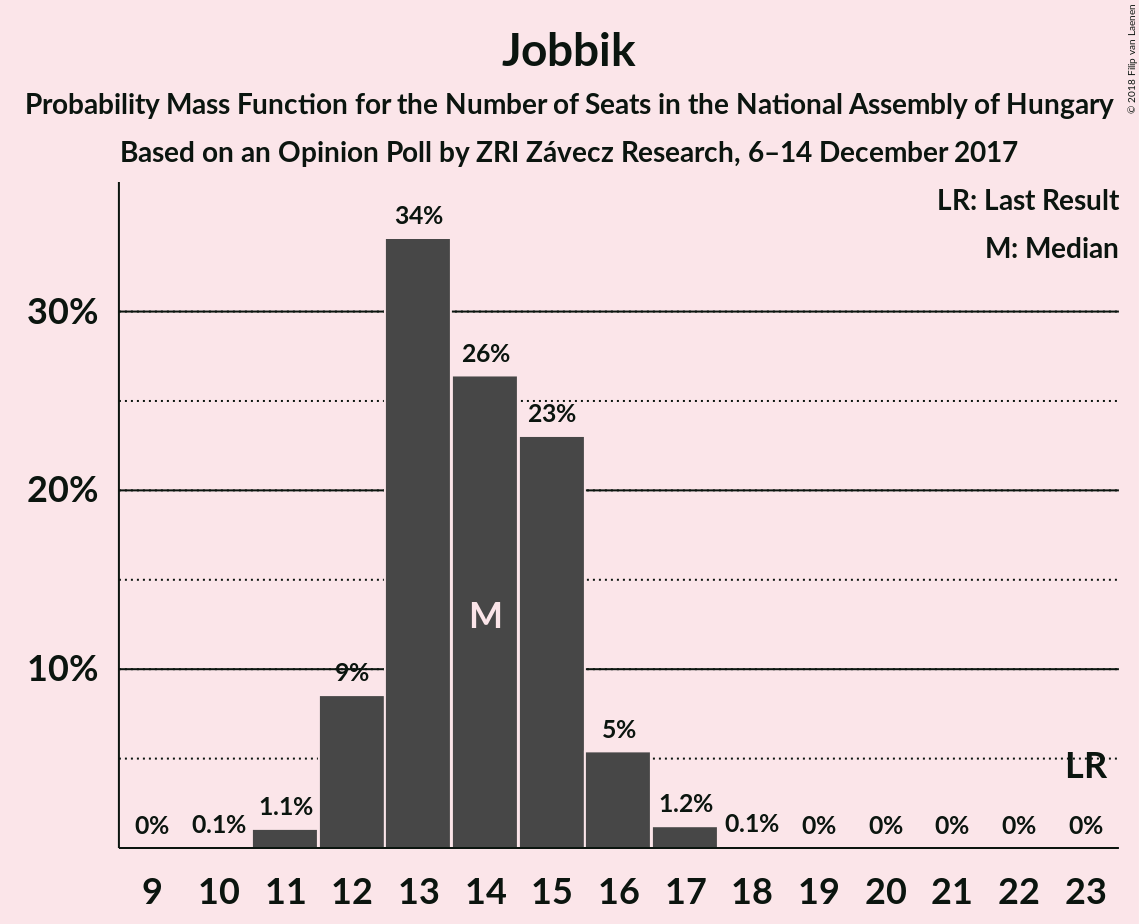 Jobbik
Probability Mass Function for the Number of Seats in the National Assembly of Hungary
Based on an Opinion Poll by ZRI Závecz Research, 6–14 December 2017
© 2018 Filip van Laenen
LR: Last Result
M: Median
34%
30%
26%
23%
20%
M
10%
9%
5%
LR
1.1%
1.2%
0%
0.1%
0.1%
0%
0%
0%
0%
0%
9 10 11 12 13 14 15 16 17 18 19 20 21 22 23